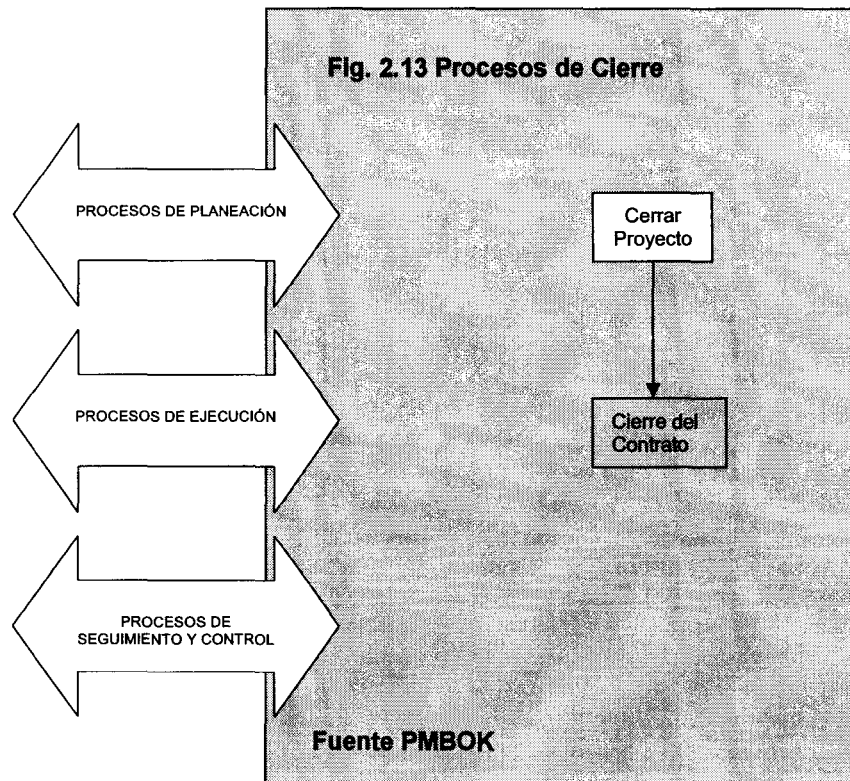 Fig. 2.13 Procesos de Cierre
PROCESOS DE PLANEACIÓN
Cerrar
Proyecto
PROCESOS DE EJECUCIÓN
Cierre del
Contrato
PROCESOS DE
SEGUIMIENTO Y CONTROL
Fuente PMBOK